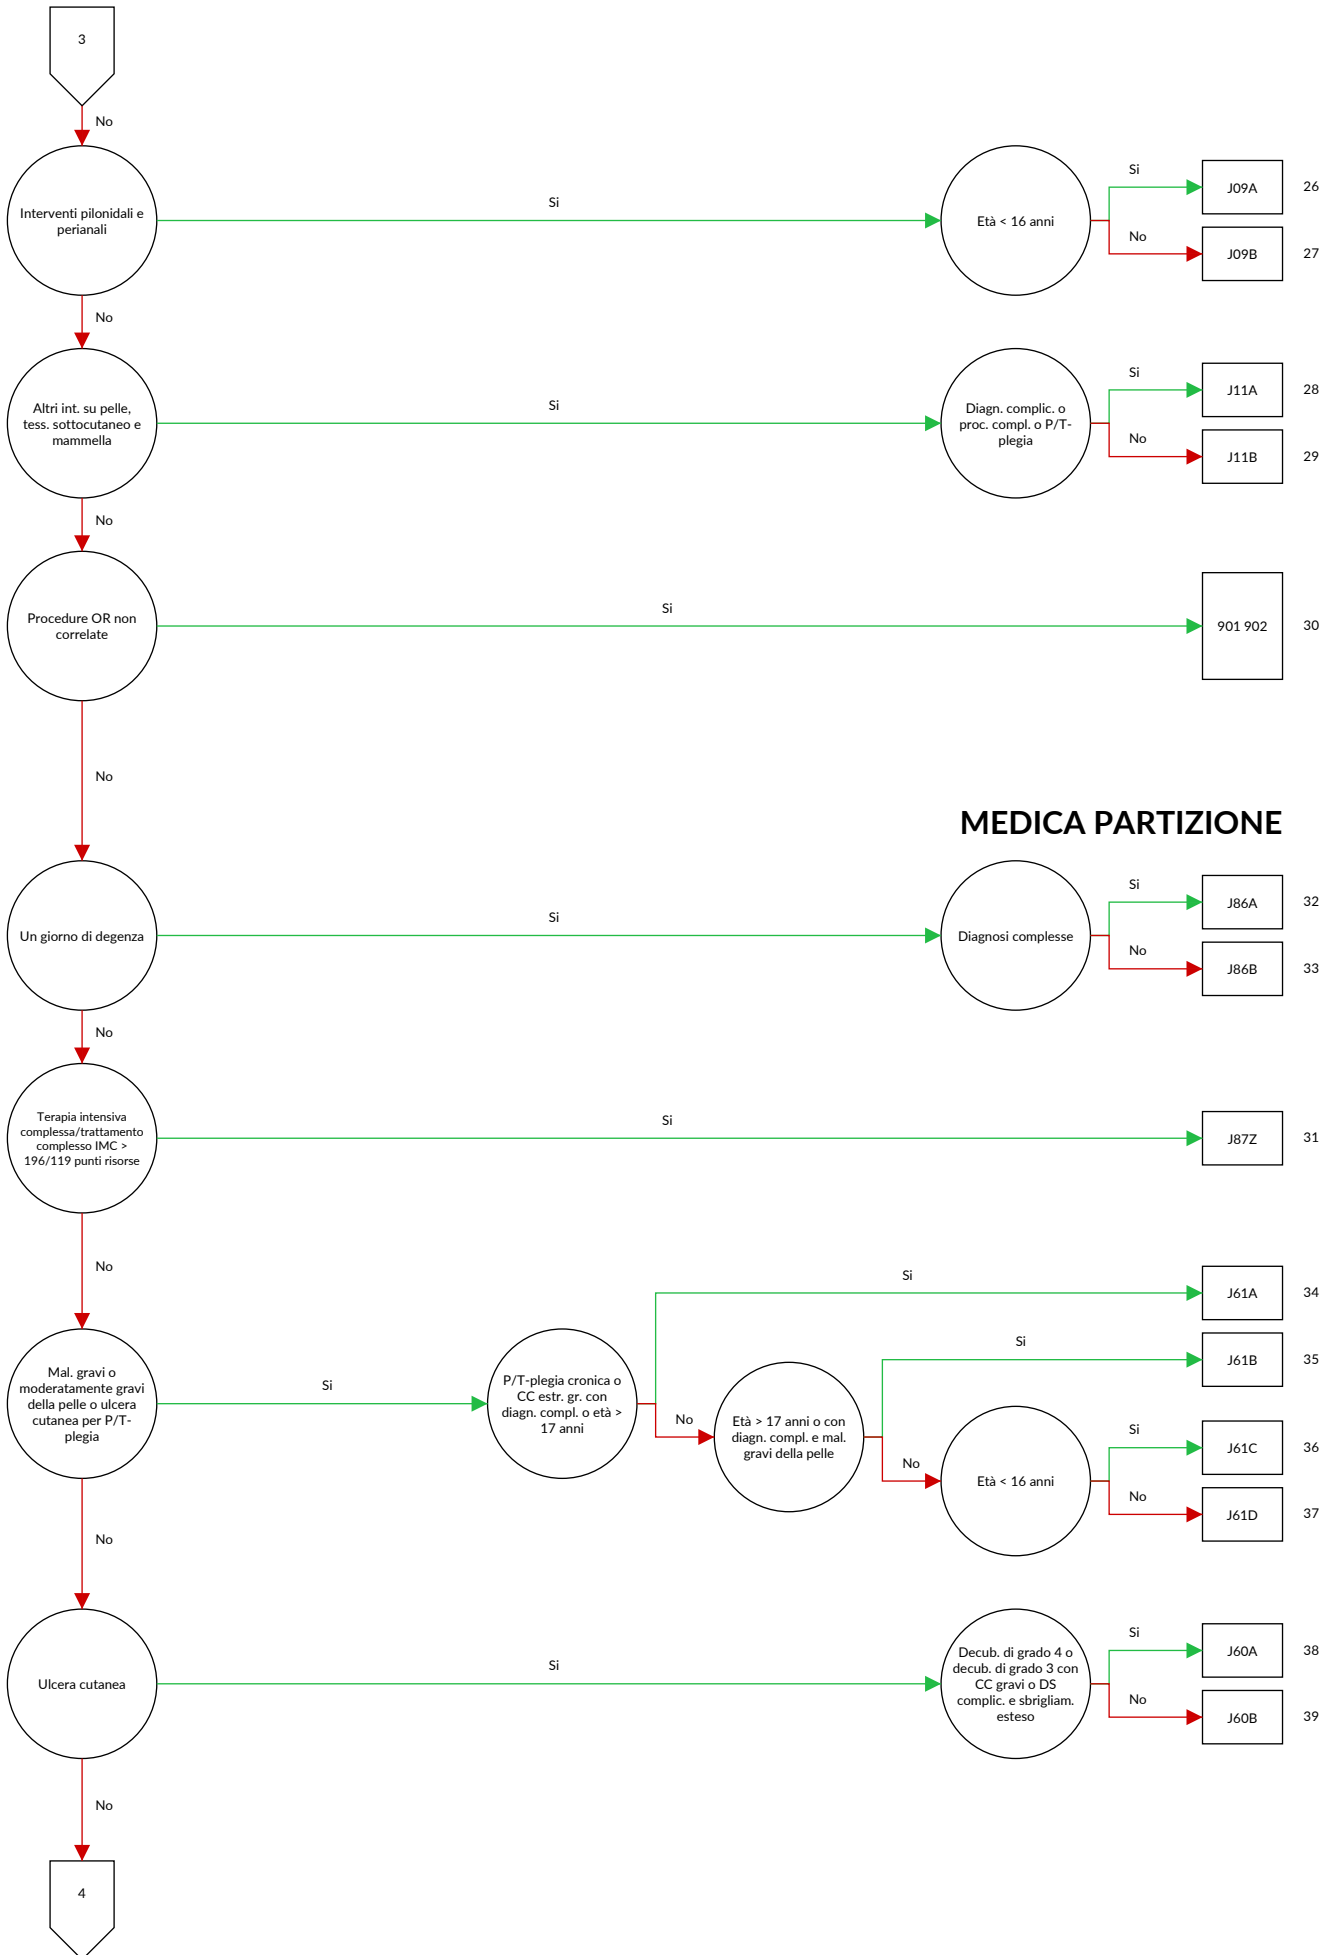 3
No
Interventi pilonidali e
perianali
Si
Età < 16 anni
Si
J09A
26
No
J09B
27
No
Altri int. su pelle,
tess. sottocutaneo e
mammella
Si
Diagn. complic. o
proc. compl. o P/T-
plegia
Si
J11A
28
No
J11B
29
No
Procedure OR non
correlate
Si
901 902
30
No
MEDICA PARTIZIONE
Un giorno di degenza
Si
Diagnosi complesse
Si
J86A
32
No
J86B
33
No
Terapia intensiva
complessa/trattamento
complesso IMC >
196/119 punti risorse
Si
J87Z
31
No
Mal. gravi o
moderatamente gravi
della pelle o ulcera
cutanea per P/T-
plegia
Si
P/T-plegia cronica o
CC estr. gr. con
diagn. compl. o età >
17 anni
Si
J61A
34
No
Età > 17 anni o con
diagn. compl. e mal.
gravi della pelle
Si
J61B
35
No
Età < 16 anni
Si
J61C
36
No
J61D
37
No
Ulcera cutanea
Si
Decub. di grado 4 o
decub. di grado 3 con
CC gravi o DS
complic. e sbrigliam.
esteso
Si
J60A
38
No
J60B
39
No
4